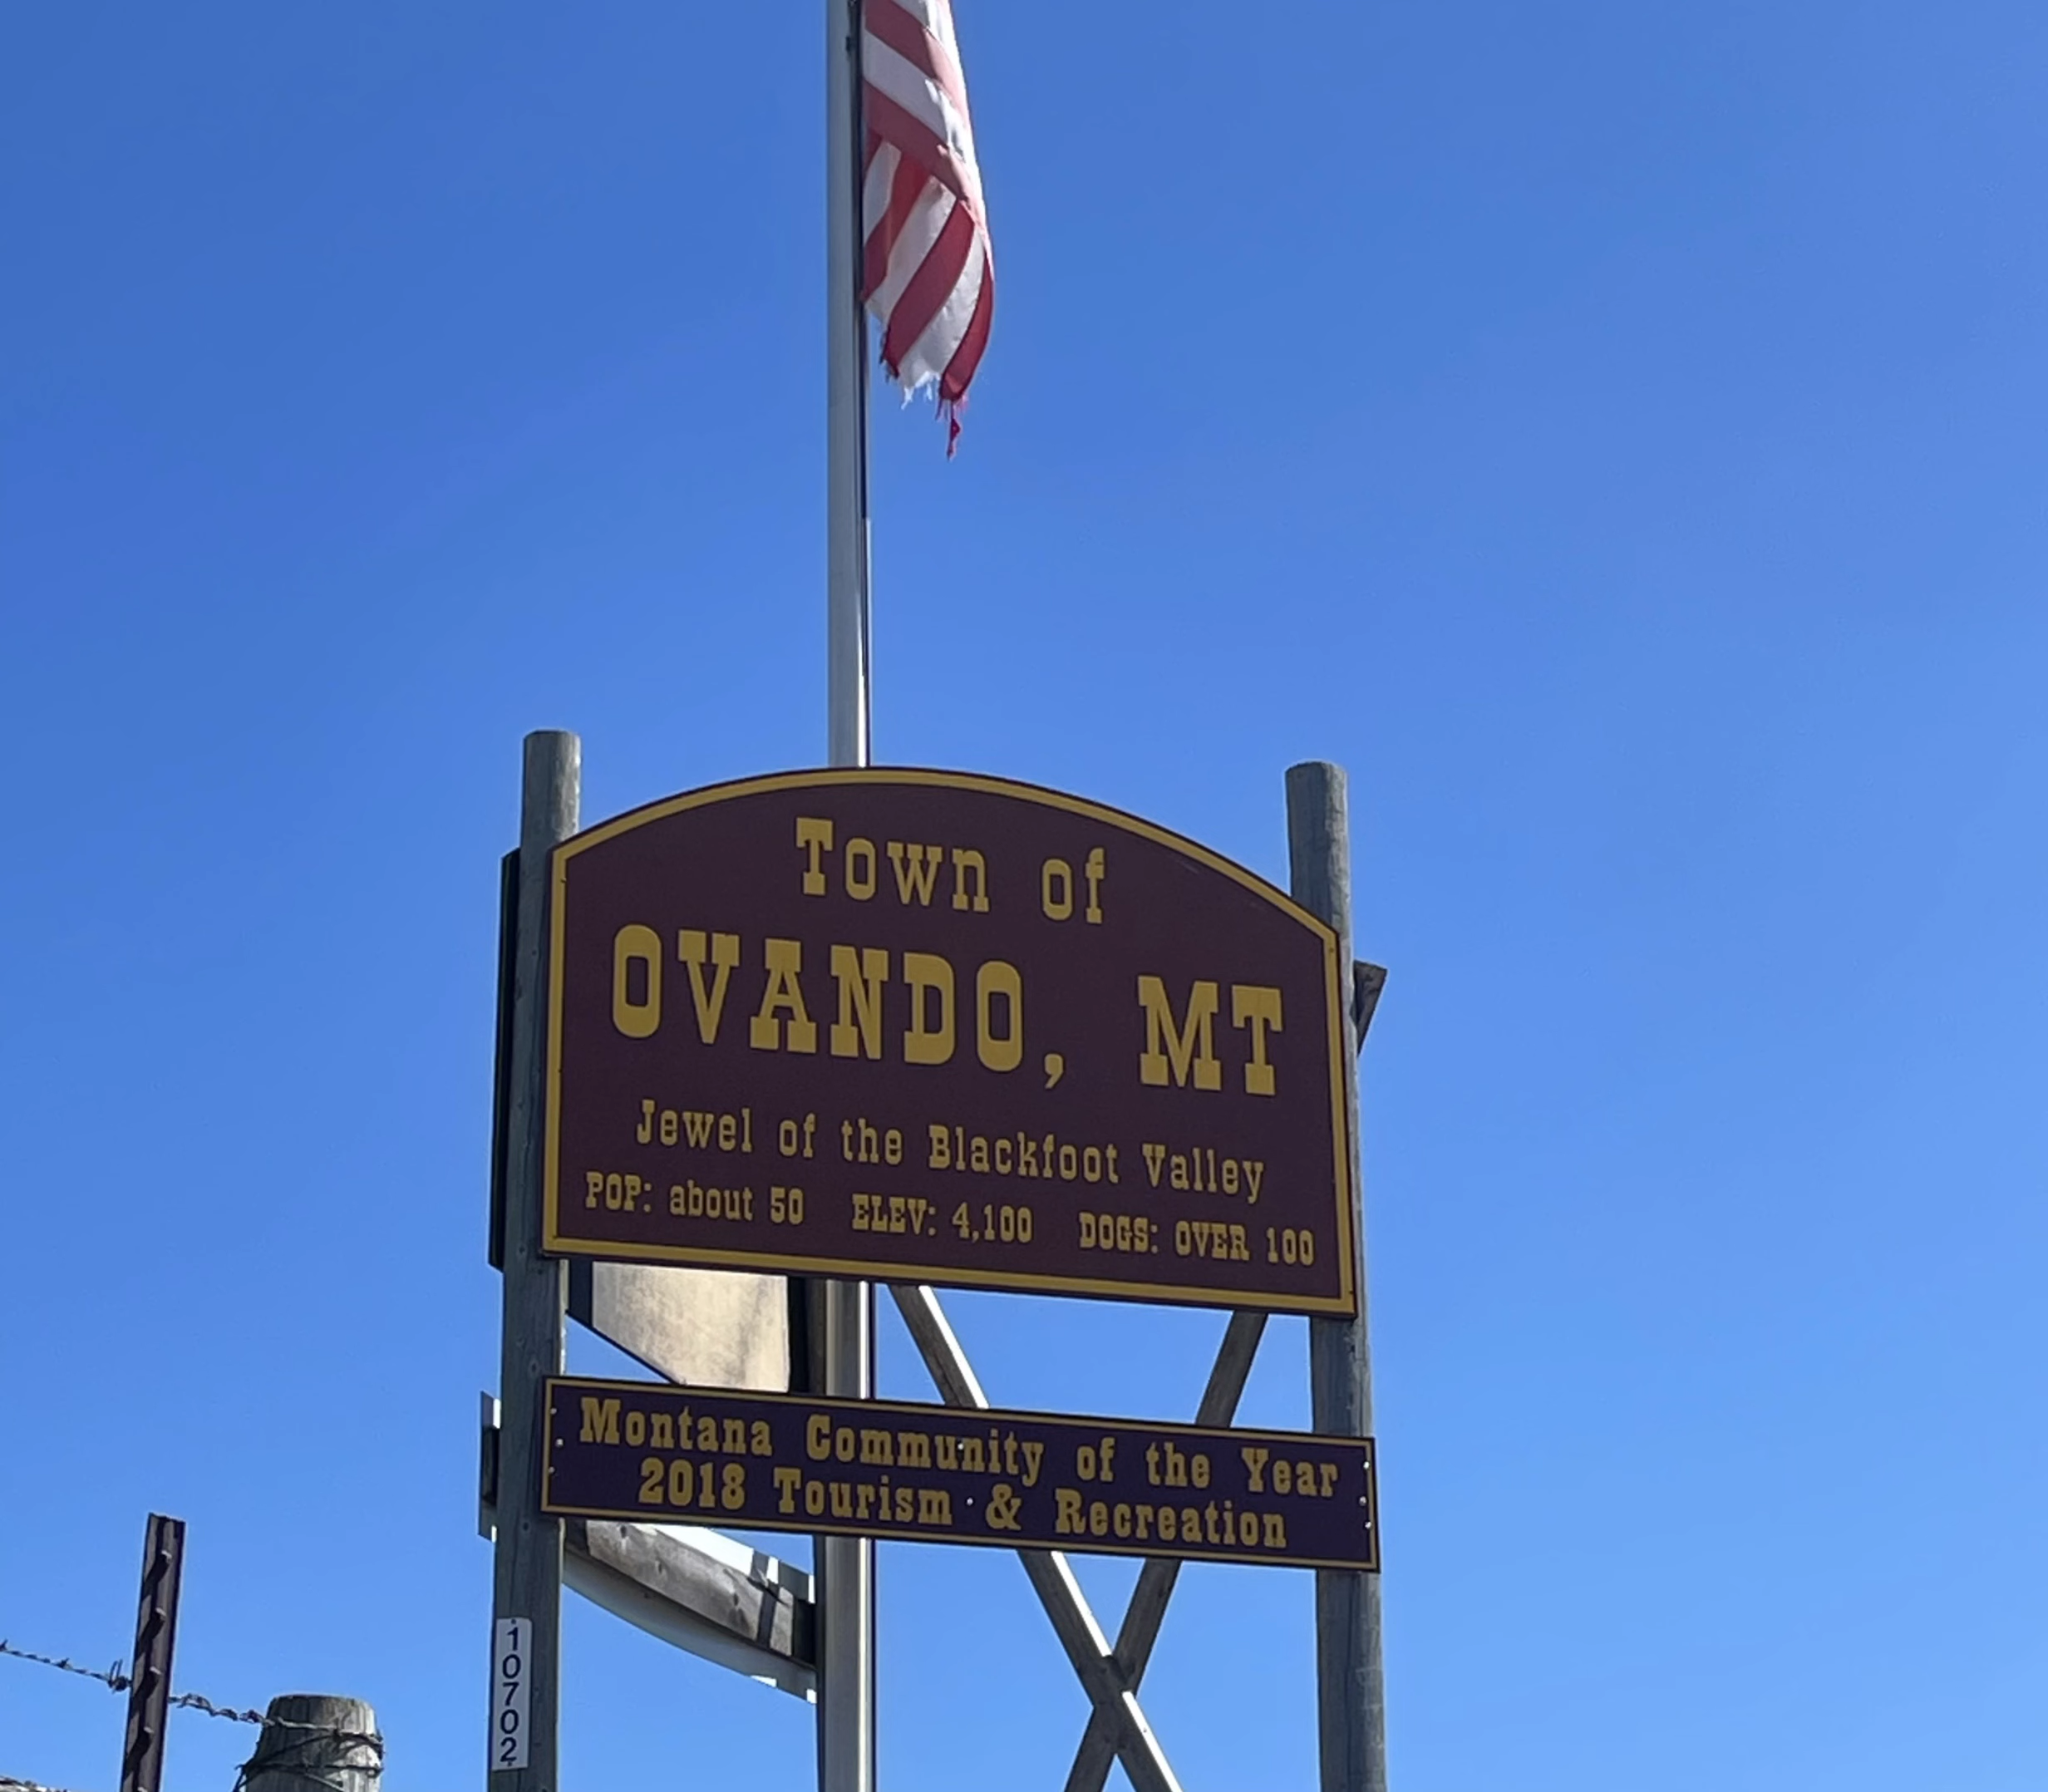 Town of
OVANDO, MT
Jewel of the Blackfoot Valley
POP: about 50 ELEV: 4,100 DOGS: OVER 100
Montana Community of the Year
2018 Tourism & Recreation
10702